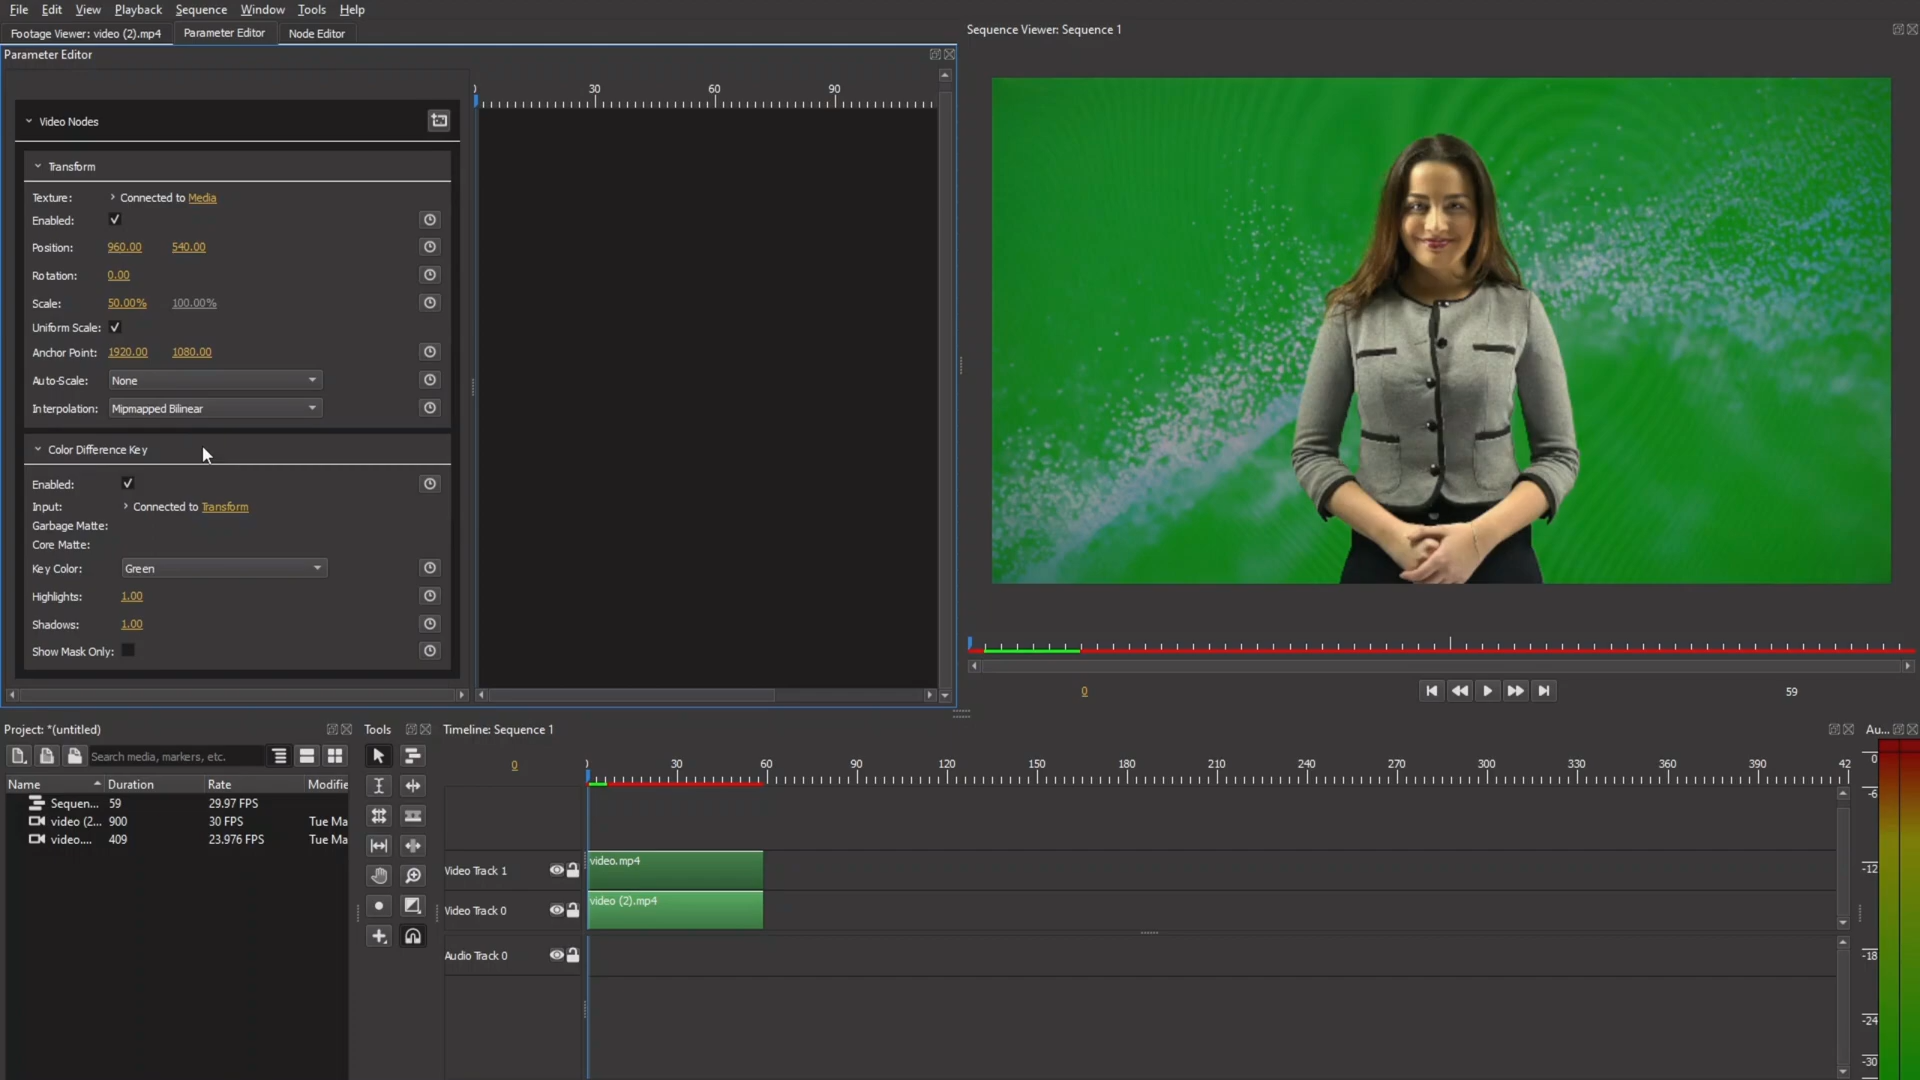 File Edit View Playback Sequence Window Tools Help
Footage Viewer: video (2).mp4 Parameter Editor Node Editor
Parameter Editor
Sequence Viewer: Sequence 1
30 60 90
Video Nodes
Transform
Texture: Connected to Media
Enabled:
Position: 960.00 540.00
Rotation: 0.00
Scale: 50.00% 100.00%
Uniform Scale:
Anchor Point: 1920.00 1080.00
Auto-Scale: None
Interpolation: Mipmapped Bilinear
Color Difference Key
Enabled:
Input: Connected to Transform
Garbage Matte:
Core Matte:
Key Color: Green
Highlights: 1.00
Shadows: 1.00
Show Mask Only:
0 59
Project: *(untitled)
Search media, markers, etc.
Name Duration Rate Modifie
Sequen... 59 29.97 FPS
video (2... 900 30 FPS Tue Ma
video.... 409 23.976 FPS Tue Ma
Tools
Timeline: Sequence 1
0 30 60 90 120 150 180 210 240 270 300 330 360 390 42
Video Track 1 video.mp4
Video Track 0 video (2).mp4
Audio Track 0
Au...
0
-6
-12
-18
-24
-30